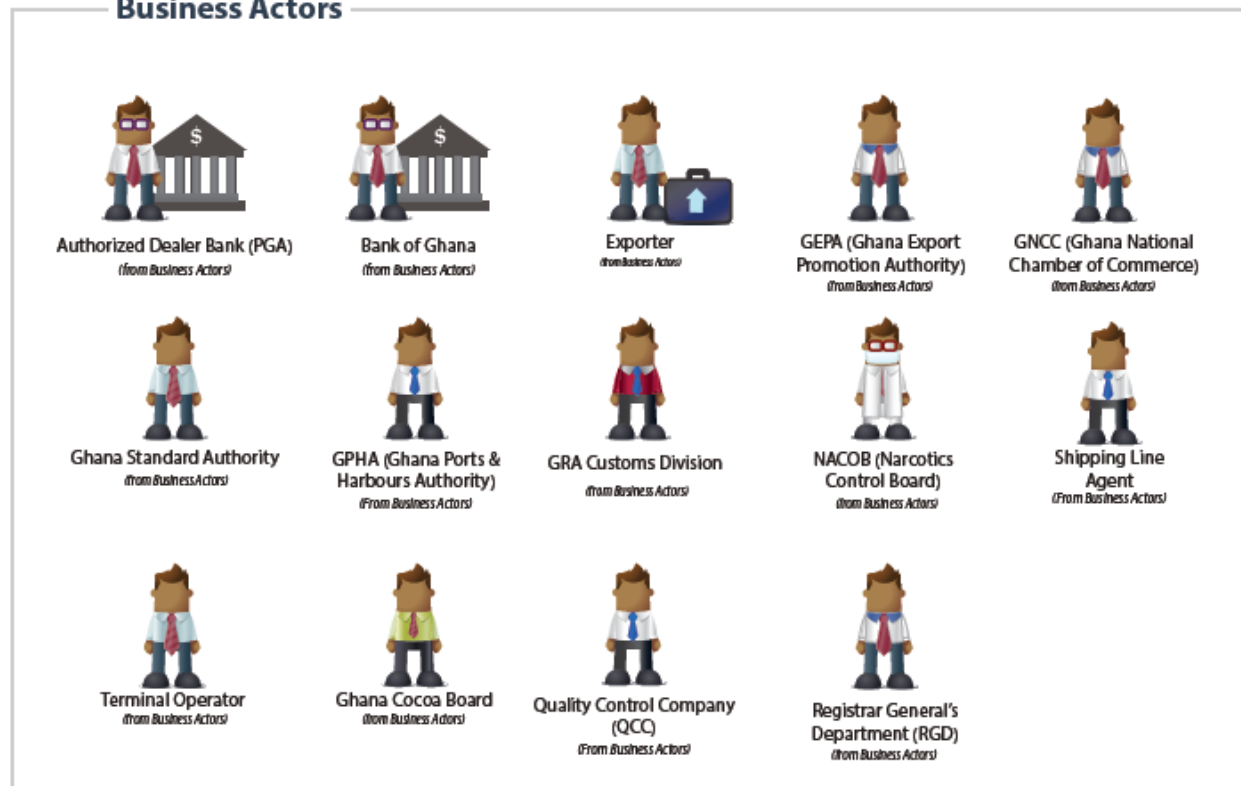 Business Actors
$
$
Authorized Dealer Bank (PGA)
(from Business Actors)
Bank of Ghana
(from Business Actors)
Exporter
(from Business Actors)
GEPA (Ghana Export
Promotion Authority)
(from Business Actors)
GNCC (Ghana National
Chamber of Commerce)
(from Business Actors)
Ghana Standard Authority
(from Business Actors)
GPHA (Ghana Ports &
Harbours Authority)
(From Business Actors)
GRA Customs Division
(from Business Actors)
NACOB (Narcotics
Control Board)
(from Business Actors)
Shipping Line
Agent
(From Business Actors)
Terminal Operator
(from Business Actors)
Ghana Cocoa Board
(from Business Actors)
Quality Control Company
(QCC)
(From Business Actors)
Registrar General's
Department (RGD)
(from Business Actors)